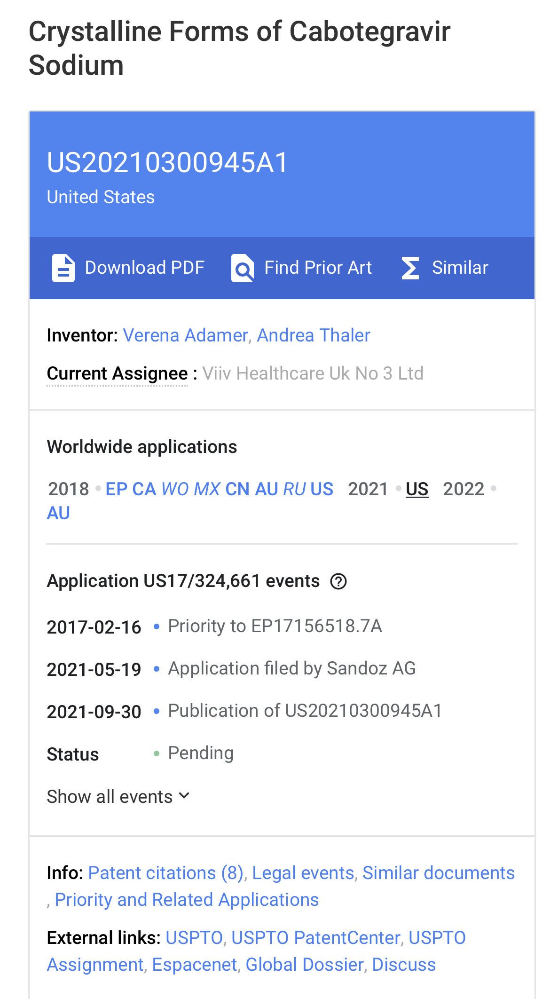 Crystalline Forms of Cabotegravir
Sodium
US20210300945A1
United States
Download PDF Find Prior Art Similar
Inventor: Verena Adamer, Andrea Thaler
Current Assignee : Viiv Healthcare Uk No 3 Ltd
Worldwide applications
2018 • EP CA WO MX CN AU RU US 2021 • US 2022 •
AU
Application US17/324,661 events
2017-02-16 • Priority to EP17156518.7A
2021-05-19 • Application filed by Sandoz AG
2021-09-30 • Publication of US20210300945A1
Status • Pending
Show all events
Info: Patent citations (8), Legal events, Similar documents
, Priority and Related Applications
External links: USPTO, USPTO PatentCenter, USPTO
Assignment, Espacenet, Global Dossier, Discuss